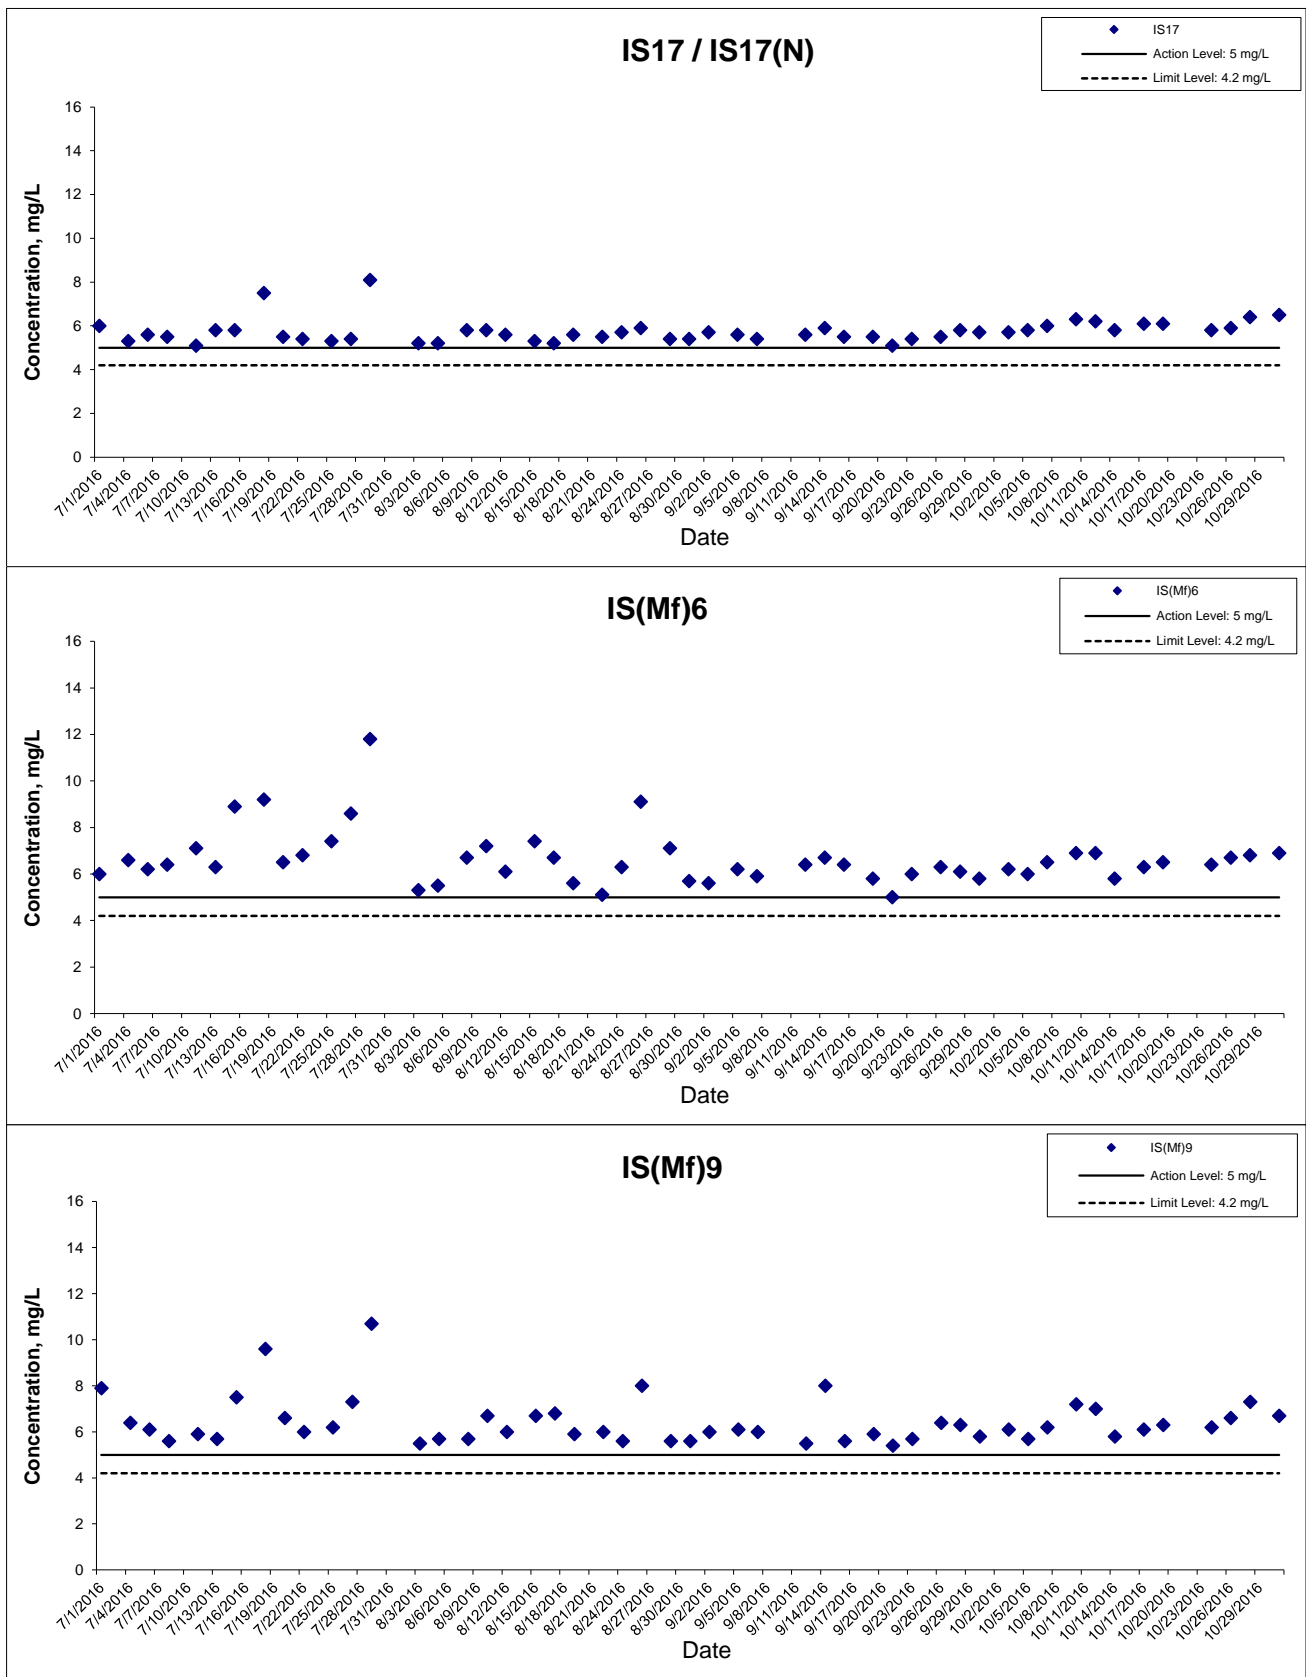 IS17 / IS17(N)
IS17
Action Level: 5 mg/L
Limit Level: 4.2 mg/L
Concentration, mg/L
16
14
12
10
8
6
4
2
0
7/1/2016 7/4/2016 7/7/2016 7/10/2016 7/13/2016 7/16/2016 7/19/2016 7/22/2016 7/25/2016 7/28/2016 7/31/2016 8/3/2016 8/6/2016 8/9/2016 8/12/2016 8/15/2016 8/18/2016 8/21/2016 8/24/2016 8/27/2016 8/30/2016 9/2/2016 9/5/2016 9/8/2016 9/11/2016 9/14/2016 9/17/2016 9/20/2016 9/23/2016 9/26/2016 9/29/2016 10/2/2016 10/5/2016 10/8/2016 10/11/2016 10/14/2016 10/17/2016 10/20/2016 10/23/2016 10/26/2016 10/29/2016
Date
IS(Mf)6
IS(Mf)6
Action Level: 5 mg/L
Limit Level: 4.2 mg/L
Concentration, mg/L
16
14
12
10
8
6
4
2
0
7/1/2016 7/4/2016 7/7/2016 7/10/2016 7/13/2016 7/16/2016 7/19/2016 7/22/2016 7/25/2016 7/28/2016 7/31/2016 8/3/2016 8/6/2016 8/9/2016 8/12/2016 8/15/2016 8/18/2016 8/21/2016 8/24/2016 8/27/2016 8/30/2016 9/2/2016 9/5/2016 9/8/2016 9/11/2016 9/14/2016 9/17/2016 9/20/2016 9/23/2016 9/26/2016 9/29/2016 10/2/2016 10/5/2016 10/8/2016 10/11/2016 10/14/2016 10/17/2016 10/20/2016 10/23/2016 10/26/2016 10/29/2016
Date
IS(Mf)9
IS(Mf)9
Action Level: 5 mg/L
Limit Level: 4.2 mg/L
Concentration, mg/L
16
14
12
10
8
6
4
2
0
7/1/2016 7/4/2016 7/7/2016 7/10/2016 7/13/2016 7/16/2016 7/19/2016 7/22/2016 7/25/2016 7/28/2016 7/31/2016 8/3/2016 8/6/2016 8/9/2016 8/12/2016 8/15/2016 8/18/2016 8/21/2016 8/24/2016 8/27/2016 8/30/2016 9/2/2016 9/5/2016 9/8/2016 9/11/2016 9/14/2016 9/17/2016 9/20/2016 9/23/2016 9/26/2016 9/29/2016 10/2/2016 10/5/2016 10/8/2016 10/11/2016 10/14/2016 10/17/2016 10/20/2016 10/23/2016 10/26/2016 10/29/2016
Date